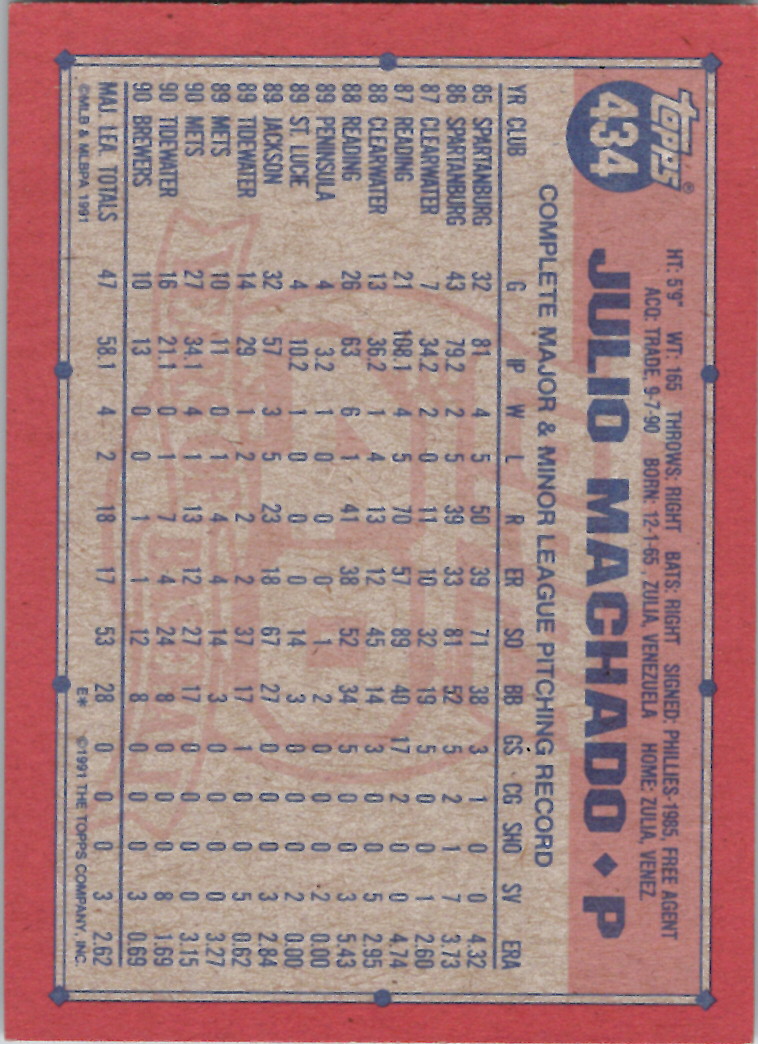 topps®
434
HT: 5'9" WT: 165 THROWS: RIGHT BATS: RIGHT SIGNED: PHILLIES-1985, FREE AGENT
ACQ: TRADE, 9-7-90 BORN: 12-1-65, ZULIA, VENEZUELA HOME: ZULIA, VENEZ
JULIO MACHADO ♦ P
COMPLETE MAJOR & MINOR LEAGUE PITCHING RECORD
YR CLUB G IP W L R ER SO BB GS CG SHO SV ERA
85 SPARTANBURG 32 81 4 5 50 39 71 38 3 1 0 0 4.32
86 SPARTANBURG 43 79.2 2 5 39 33 81 52 5 2 1 7 3.73
87 CLEARWATER 7 34.2 2 0 11 10 32 19 5 0 0 1 2.60
87 READING 21 108.1 4 5 70 57 89 40 17 2 0 0 4.74
88 CLEARWATER 13 36.2 1 4 13 12 45 14 3 0 0 5 2.95
88 READING 26 63 6 1 41 38 52 34 5 0 0 3 5.43
89 PENINSULA 4 3.2 1 0 0 0 1 2 0 0 0 2 0.00
89 ST. LUCIE 4 10.2 1 0 0 0 14 3 0 0 0 2 0.00
89 JACKSON 32 57 3 5 23 18 67 27 0 0 0 3 2.84
89 TIDEWATER 14 29 1 2 2 2 37 17 1 0 0 5 0.62
89 METS 10 11 0 1 4 4 14 3 0 0 0 0 3.27
90 METS 27 34.1 4 1 13 12 27 17 0 0 0 0 3.15
90 TIDEWATER 16 21.1 0 1 7 4 24 8 0 0 0 8 1.69
90 BREWERS 10 13 0 0 1 1 12 8 0 0 0 3 0.69
MAJ. LEA. TOTALS 47 58.1 4 2 18 17 53 28 0 0 0 3 2.62
©MLB & MLBPA 1991 E* ©1991 THE TOPPS COMPANY, INC.
40
YEARS OF BASEBALL